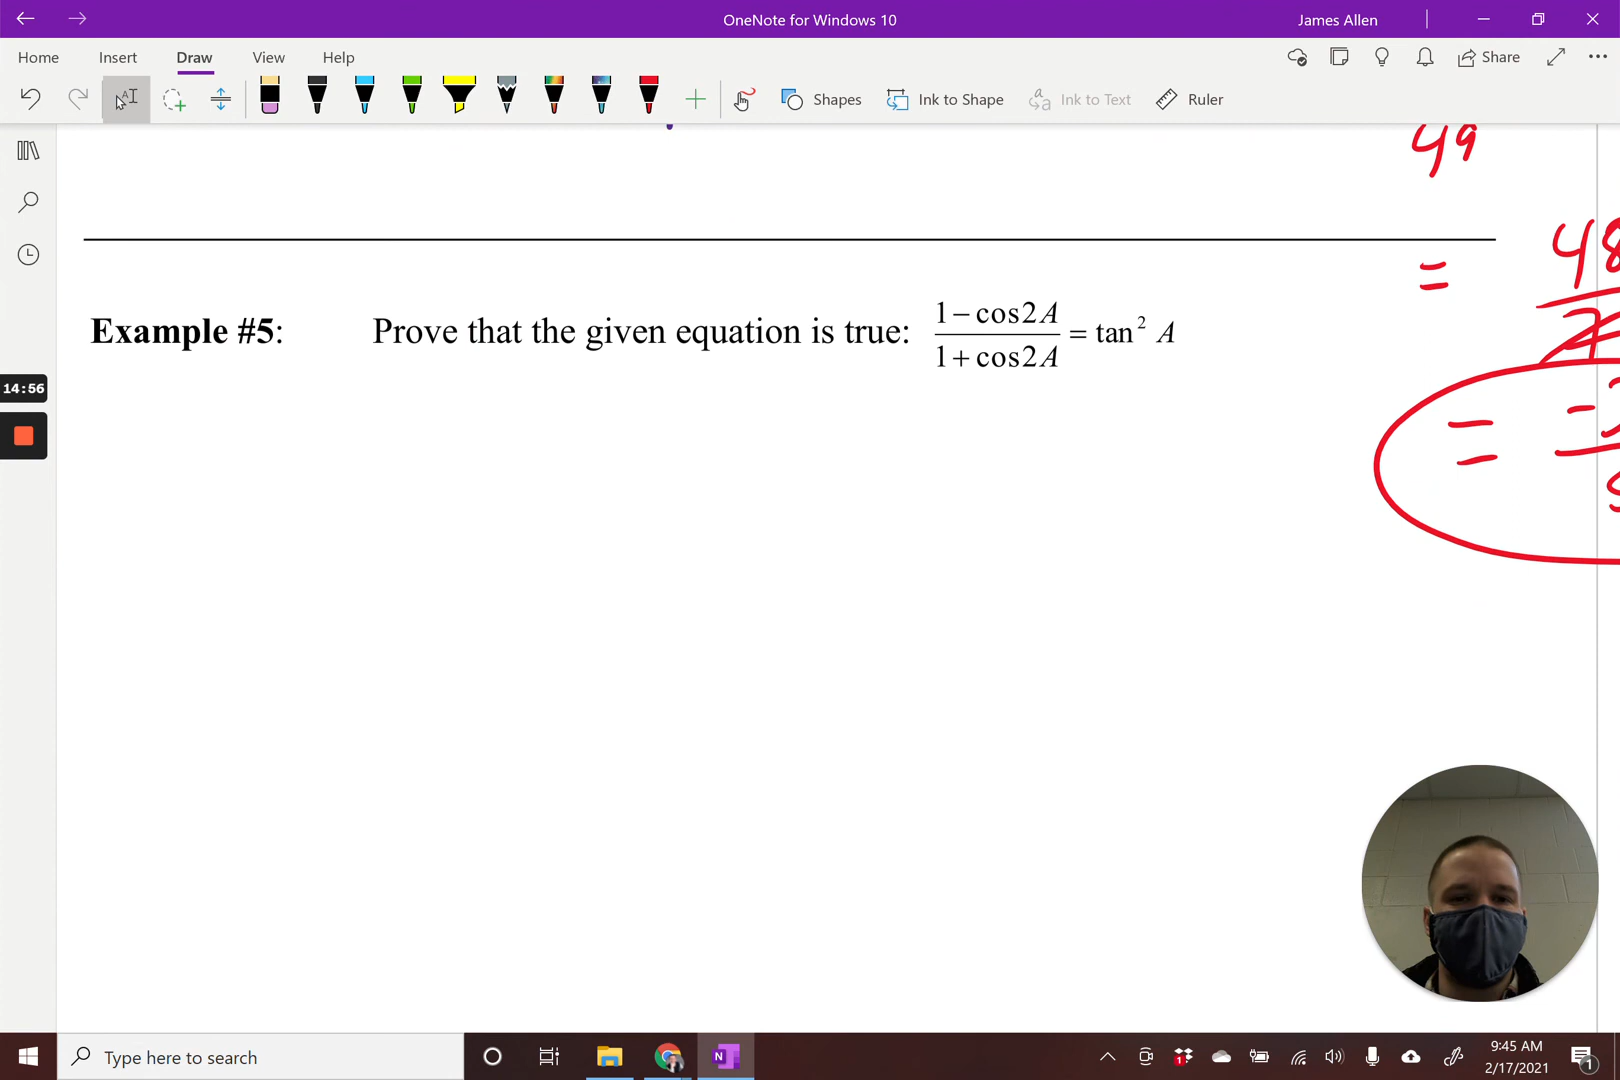 OneNote for Windows 10
James Allen
Home Insert Draw View Help
Share
Shapes Ink to Shape Ink to Text Ruler
49
= 48
Example #5: Prove that the given equation is true: (1 − cos2A)/(1 + cos2A) = tan² A
14:56
=
Type here to search
9:45 AM
2/17/2021